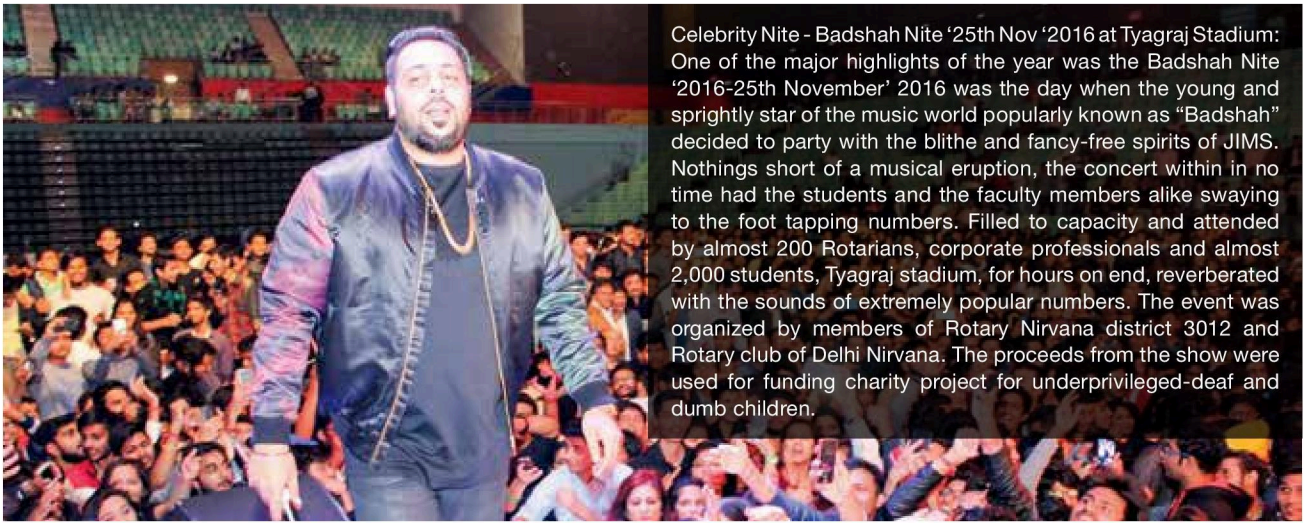 Celebrity Nite - Badshah Nite ‘25th Nov ‘2016 at Tyagraj Stadium:
One of the major highlights of the year was the Badshah Nite
‘2016-25th November’ 2016 was the day when the young and
sprightly star of the music world popularly known as “Badshah”
decided to party with the blithe and fancy-free spirits of JIMS.
Nothings short of a musical eruption, the concert within in no
time had the students and the faculty members alike swaying
to the foot tapping numbers. Filled to capacity and attended
by almost 200 Rotarians, corporate professionals and almost
2,000 students, Tyagraj stadium, for hours on end, reverberated
with the sounds of extremely popular numbers. The event was
organized by members of Rotary Nirvana district 3012 and
Rotary club of Delhi Nirvana. The proceeds from the show were
used for funding charity project for underprivileged-deaf and
dumb children.